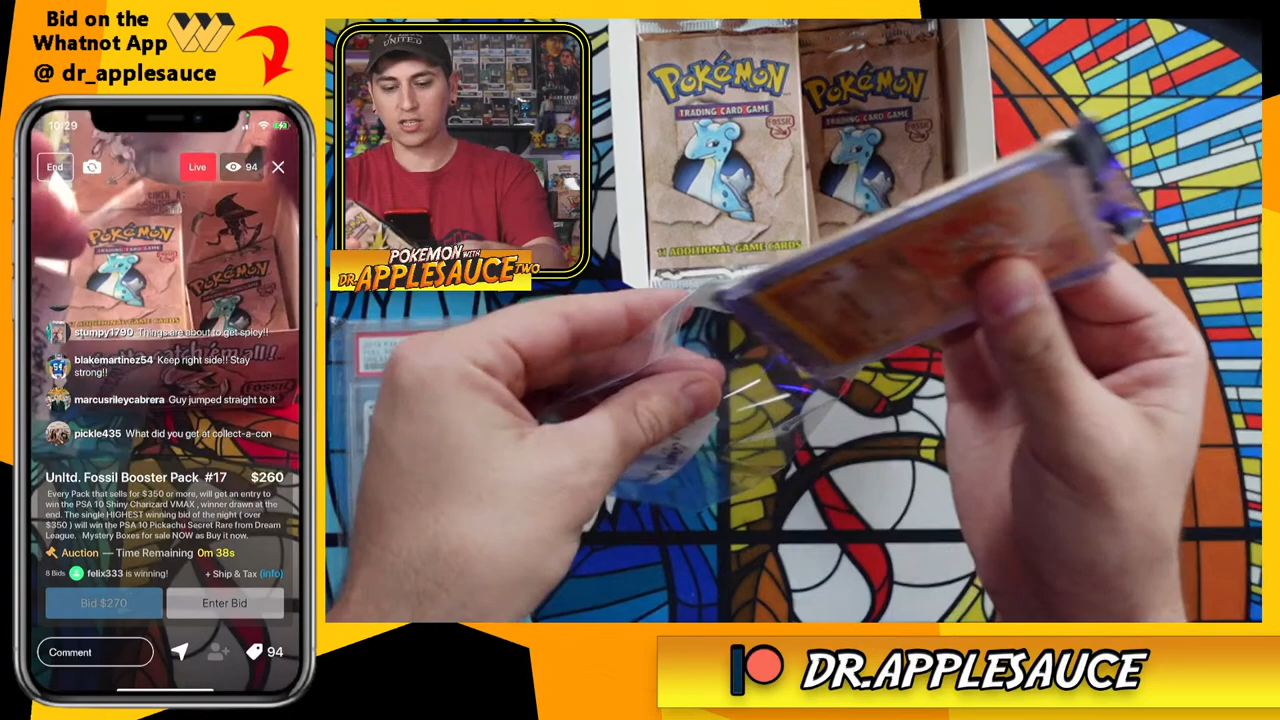 Bid on the
Whatnot App
@ dr_applesauce
10:29
End
Live
94
POKéMON
stumpy1790 Things are about to get spicy!!
blakemartinez54 Keep right side!! Stay
strong!!
marcusrileycabrera Guy jumped straight to it
pickle435 What did you get at collect-a-con
FOSSIL
Unltd. Fossil Booster Pack #17 $260
Every Pack that sells for $350 or more, will get an entry to
win the PSA 10 Shiny Charizard VMAX , winner drawn at the
end. The single HIGHEST winning bid of the night ( over
$350 ) will win the PSA 10 Pickachu Secret Rare from Dream
League. Mystery Boxes for sale NOW as Buy it now.
Auction — Time Remaining 0m 38s
8 Bids felix333 is winning! + Ship & Tax (info)
Bid $270 Enter Bid
Comment 94
UNITED
POKEMON WITH
DR. APPLESAUCE TWO
POKéMON
TRADING CARD GAME
FOSSIL
11 ADDITIONAL GAME CARDS
POKéMON
TRADING CARD GAME
FOSSIL
DR.APPLESAUCE